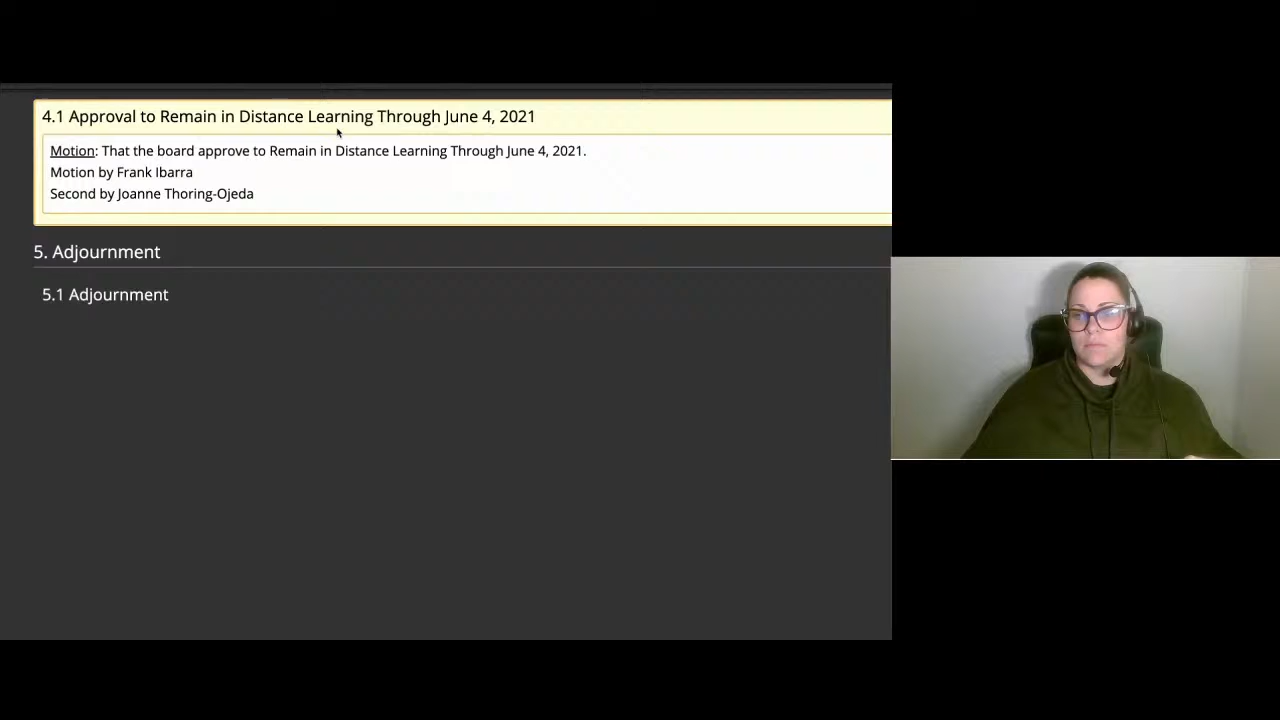 4.1 Approval to Remain in Distance Learning Through June 4, 2021
Motion: That the board approve to Remain in Distance Learning Through June 4, 2021.
Motion by Frank Ibarra
Second by Joanne Thoring-Ojeda
5. Adjournment
5.1 Adjournment